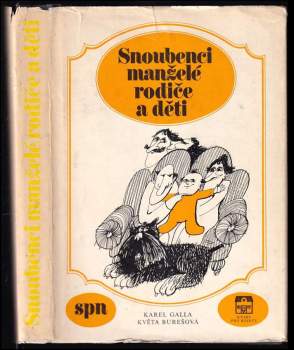 Snoubenci manželé rodiče a děti
Snoubenci
manželé
rodiče
a děti
spn
KAREL GALLA
KVĚTA BUREŠOVÁ